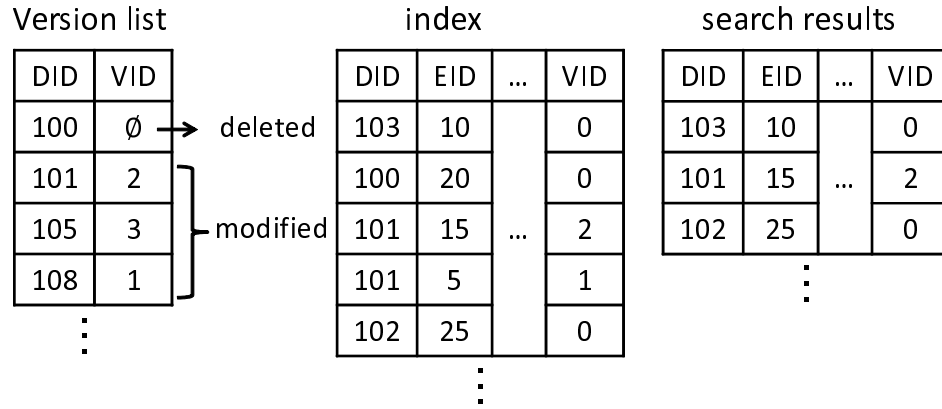 Version list
DID VID
100 Ø
101 2
105 3
108 1
⋮
deleted
modified
index
DID EID ... VID
103 10 0
100 20 0
101 15 ... 2
101 5 1
102 25 0
⋮
search results
DID EID ... VID
103 10 0
101 15 ... 2
102 25 0
⋮